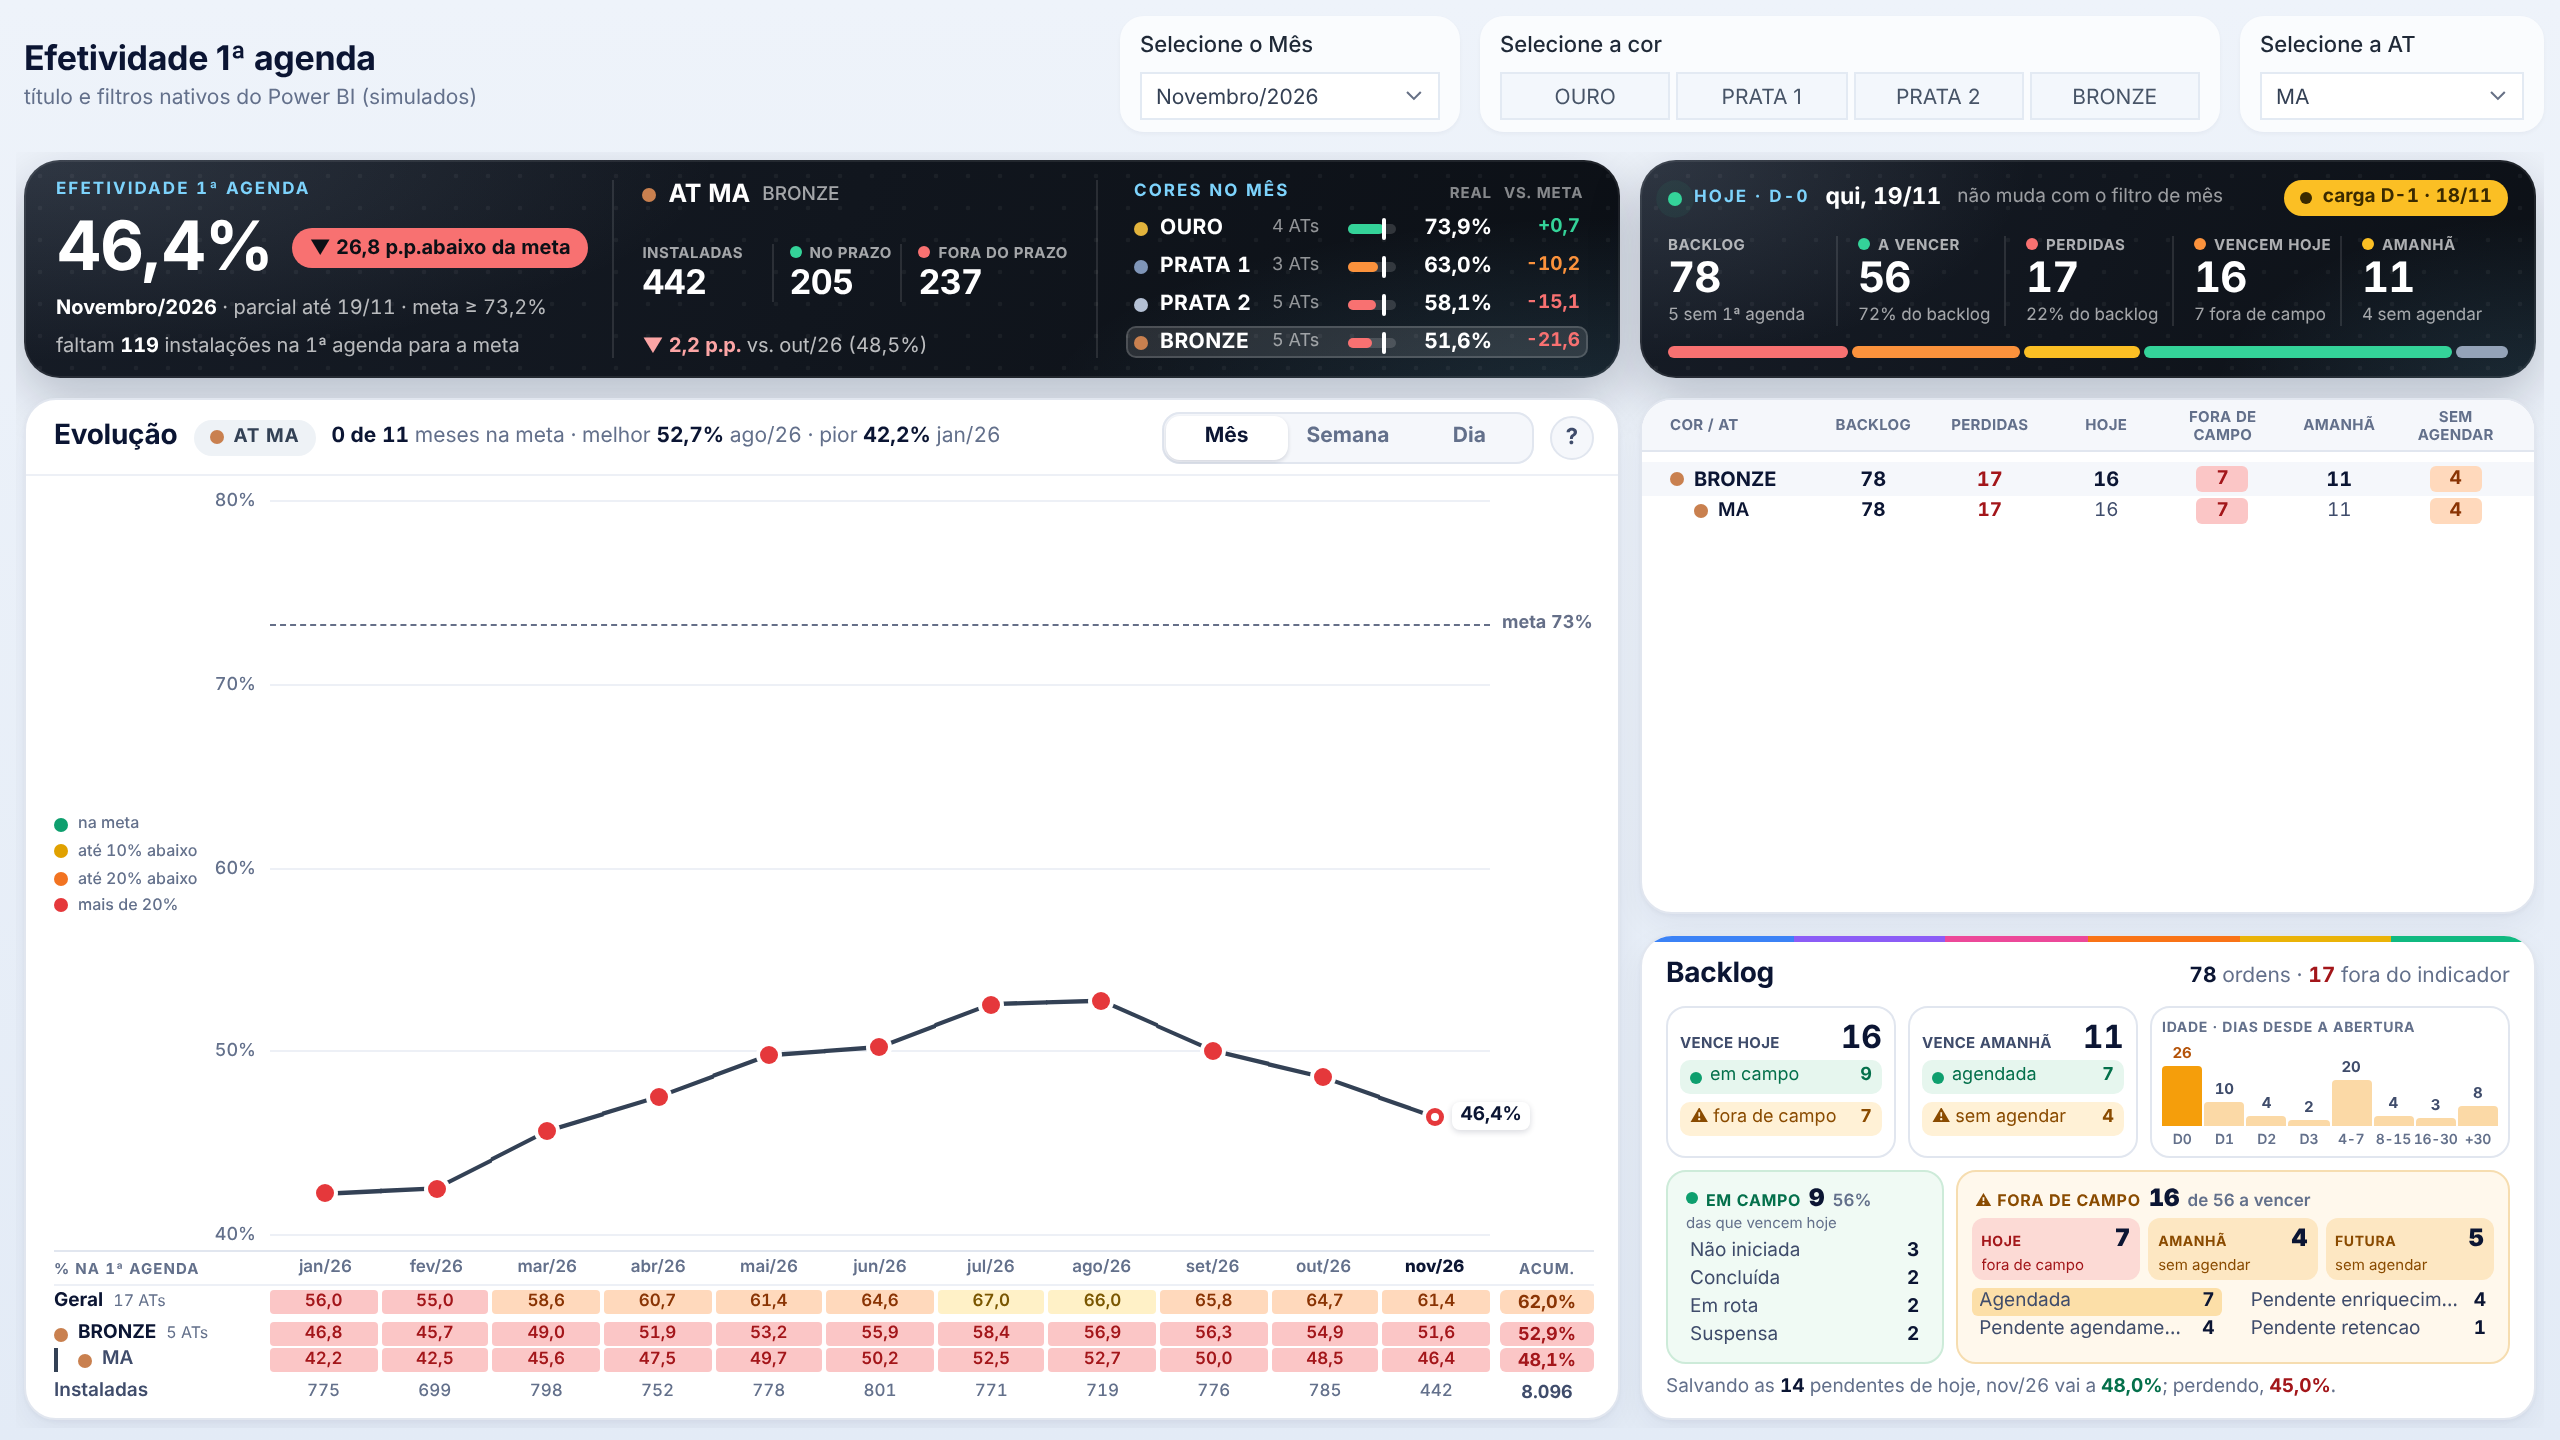 Efetividade 1ª agenda
título e filtros nativos do Power BI (simulados)
Selecione o Mês
Novembro/2026
Selecione a cor
OURO PRATA 1 PRATA 2 BRONZE
Selecione a AT
MA
EFETIVIDADE 1ª AGENDA
46,4% ▼ 26,8 p.p.abaixo da meta
Novembro/2026 · parcial até 19/11 · meta ≥ 73,2%
faltam 119 instalações na 1ª agenda para a meta
AT MA BRONZE
INSTALADAS NO PRAZO FORA DO PRAZO
442 205 237
▼ 2,2 p.p. vs. out/26 (48,5%)
CORES NO MÊS REAL VS. META
OURO 4 ATs 73,9% +0,7
PRATA 1 3 ATs 63,0% -10,2
PRATA 2 5 ATs 58,1% -15,1
BRONZE 5 ATs 51,6% -21,6
HOJE · D-0 qui, 19/11 não muda com o filtro de mês carga D-1 · 18/11
BACKLOG A VENCER PERDIDAS VENCEM HOJE AMANHÃ
78 56 17 16 11
5 sem 1ª agenda 72% do backlog 22% do backlog 7 fora de campo 4 sem agendar
Evolução AT MA 0 de 11 meses na meta · melhor 52,7% ago/26 · pior 42,2% jan/26
Mês Semana Dia ?
80%
meta 73%
70%
na meta
até 10% abaixo
60%
até 20% abaixo
mais de 20%
50%
46,4%
40%
% NA 1ª AGENDA jan/26 fev/26 mar/26 abr/26 mai/26 jun/26 jul/26 ago/26 set/26 out/26 nov/26 ACUM.
Geral 17 ATs 56,0 55,0 58,6 60,7 61,4 64,6 67,0 66,0 65,8 64,7 61,4 62,0%
BRONZE 5 ATs 46,8 45,7 49,0 51,9 53,2 55,9 58,4 56,9 56,3 54,9 51,6 52,9%
MA 42,2 42,5 45,6 47,5 49,7 50,2 52,5 52,7 50,0 48,5 46,4 48,1%
Instaladas 775 699 798 752 778 801 771 719 776 785 442 8.096
COR / AT BACKLOG PERDIDAS HOJE FORA DE CAMPO AMANHÃ SEM AGENDAR
BRONZE 78 17 16 7 11 4
MA 78 17 16 7 11 4
Backlog 78 ordens · 17 fora do indicador
VENCE HOJE 16
em campo 9
⚠ fora de campo 7
VENCE AMANHÃ 11
agendada 7
⚠ sem agendar 4
IDADE · DIAS DESDE A ABERTURA
26 10 4 2 20 4 3 8
D0 D1 D2 D3 4-7 8-15 16-30 +30
EM CAMPO 9 56%
das que vencem hoje
Não iniciada 3
Concluída 2
Em rota 2
Suspensa 2
⚠ FORA DE CAMPO 16 de 56 a vencer
HOJE 7
fora de campo
AMANHÃ 4
sem agendar
FUTURA 5
sem agendar
Agendada 7 Pendente enriquecim... 4
Pendente agendame... 4 Pendente retencao 1
Salvando as 14 pendentes de hoje, nov/26 vai a 48,0%; perdendo, 45,0%.